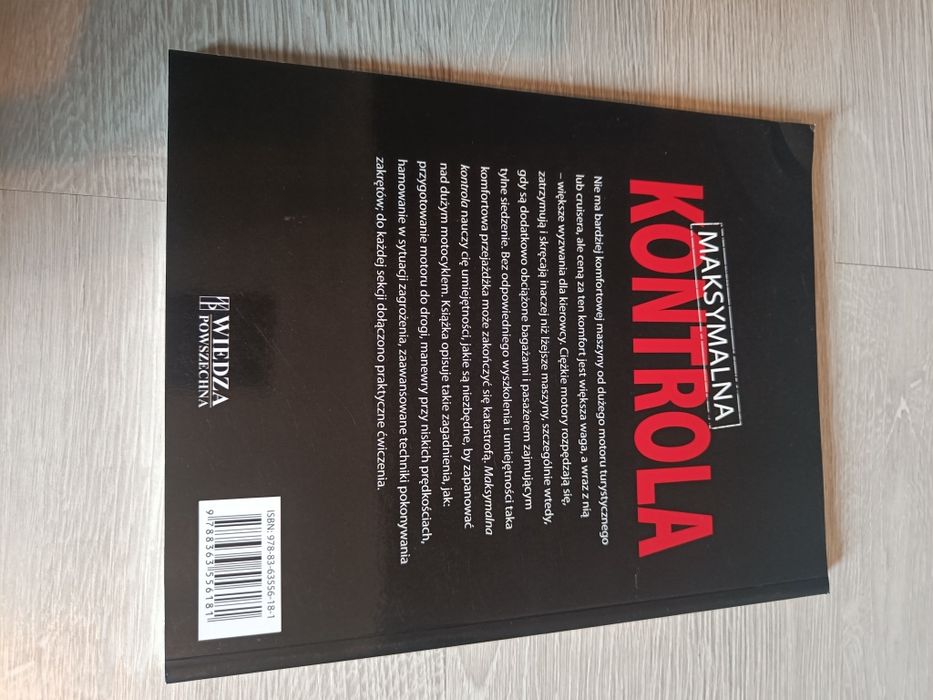 MAKSYMALNA
KONTROLA
Nie ma bardziej komfortowej maszyny od dużego motoru turystycznego
lub cruisera, ale ceną za ten komfort jest większa waga, a wraz z nią
– większe wyzwania dla kierowcy. Ciężkie motory rozpędzają się,
zatrzymują i skręcają inaczej niż lżejsze maszyny, szczególnie wtedy,
gdy są dodatkowo obciążone bagażami i pasażerem zajmującym
tylne siedzenie. Bez odpowiedniego wyszkolenia i umiejętności taka
komfortowa przejażdżka może zakończyć się katastrofą. Maksymalna
kontrola nauczy cię umiejętności, jakie są niezbędne, by zapanować
nad dużym motocyklem. Książka opisuje takie zagadnienia, jak:
przygotowanie motoru do drogi, manewry przy niskich prędkościach,
hamowanie w sytuacji zagrożenia, zaawansowane techniki pokonywania
zakrętów; do każdej sekcji dołączono praktyczne ćwiczenia.
WIEDZA
POWSZECHNA
ISBN: 978-83-63556-18-1
9 788363 556181